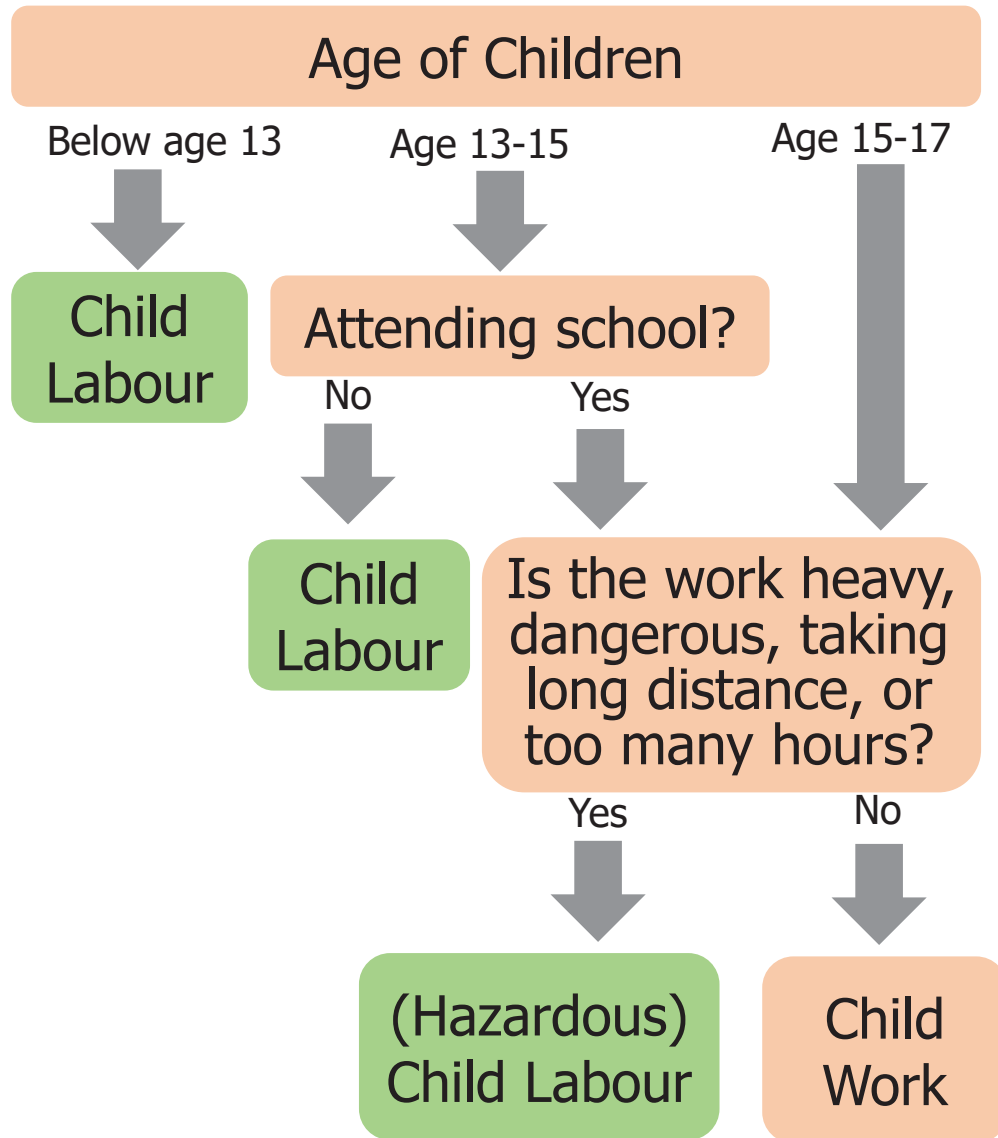 Age of Children
Below age 13
Age 13-15
Age 15-17
Child
Labour
Attending school?
No
Yes
Child
Labour
Is the work heavy,
dangerous, taking
long distance, or
too many hours?
Yes
No
(Hazardous)
Child Labour
Child
Work